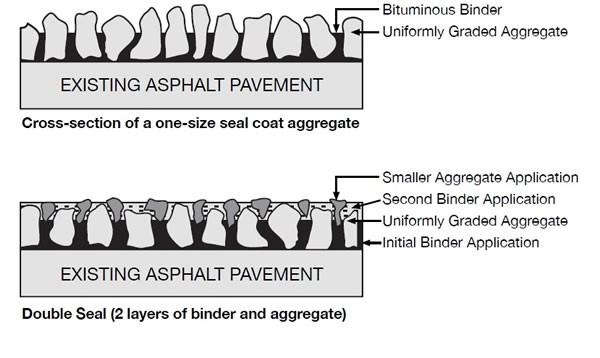 Bituminous Binder
Uniformly Graded Aggregate
EXISTING ASPHALT PAVEMENT
Cross-section of a one-size seal coat aggregate
Smaller Aggregate Application
Second Binder Application
Uniformly Graded Aggregate
Initial Binder Application
EXISTING ASPHALT PAVEMENT
Double Seal (2 layers of binder and aggregate)